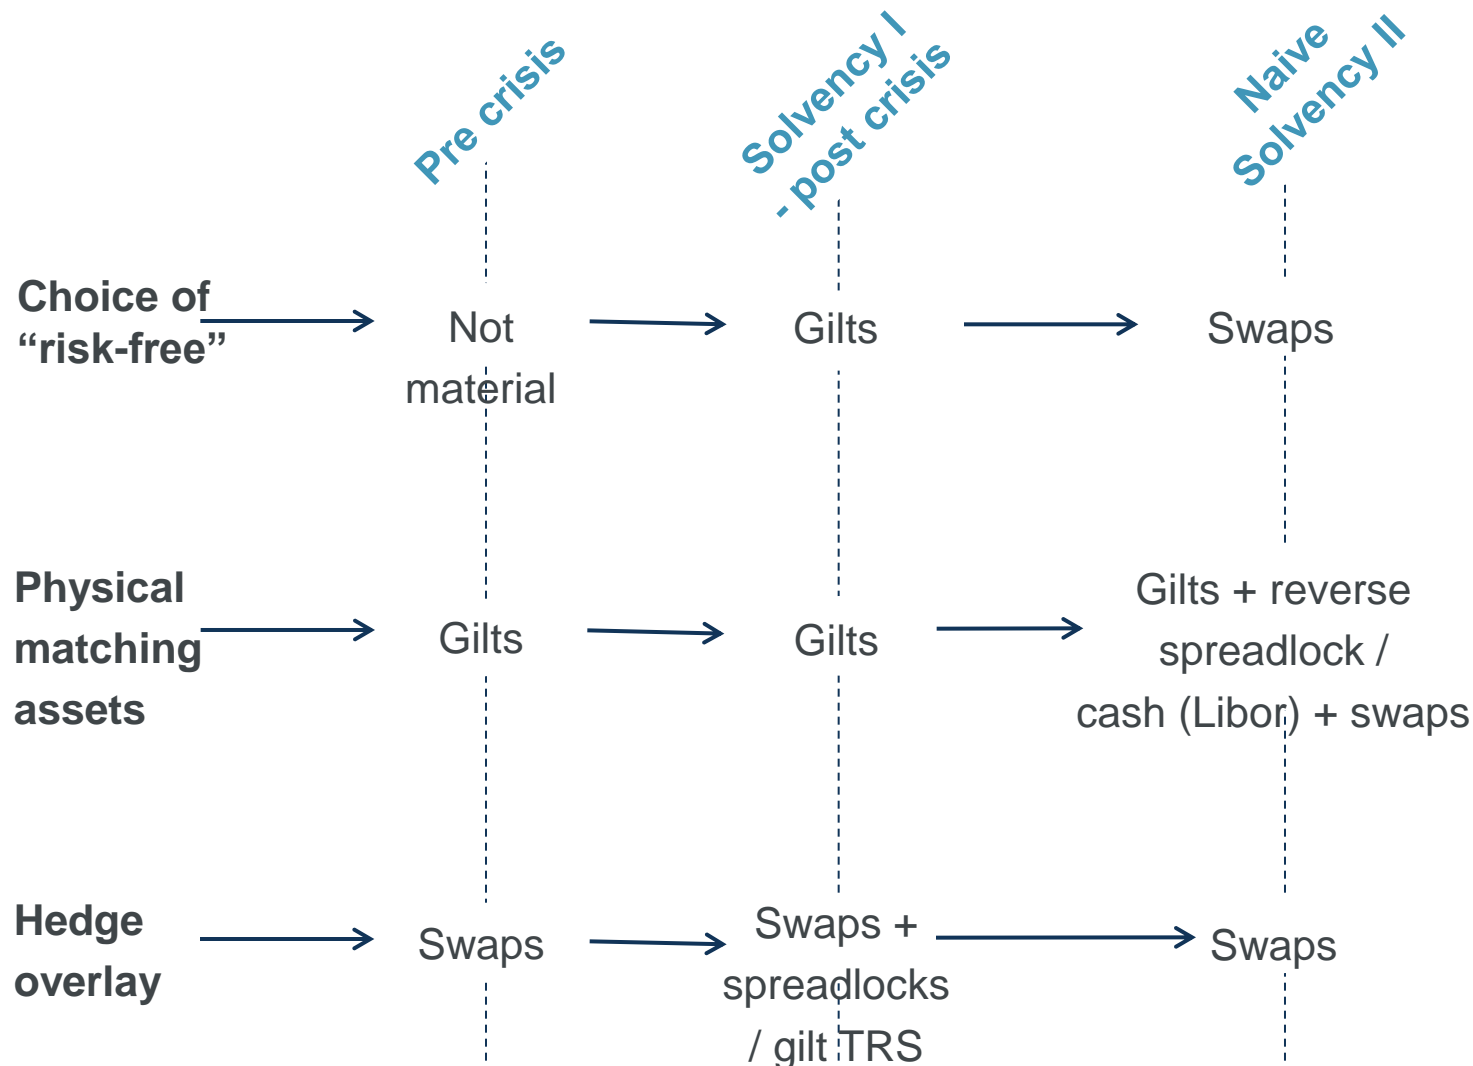 Pre crisis
Solvency I
- post crisis
Naive
Solvency II
Choice of
“risk-free”
Not
material
Gilts
Swaps
Physical
matching
assets
Gilts
Gilts
Gilts + reverse
spreadlock /
cash (Libor) + swaps
Hedge
overlay
Swaps
Swaps +
spreadlocks
/ gilt TRS
Swaps